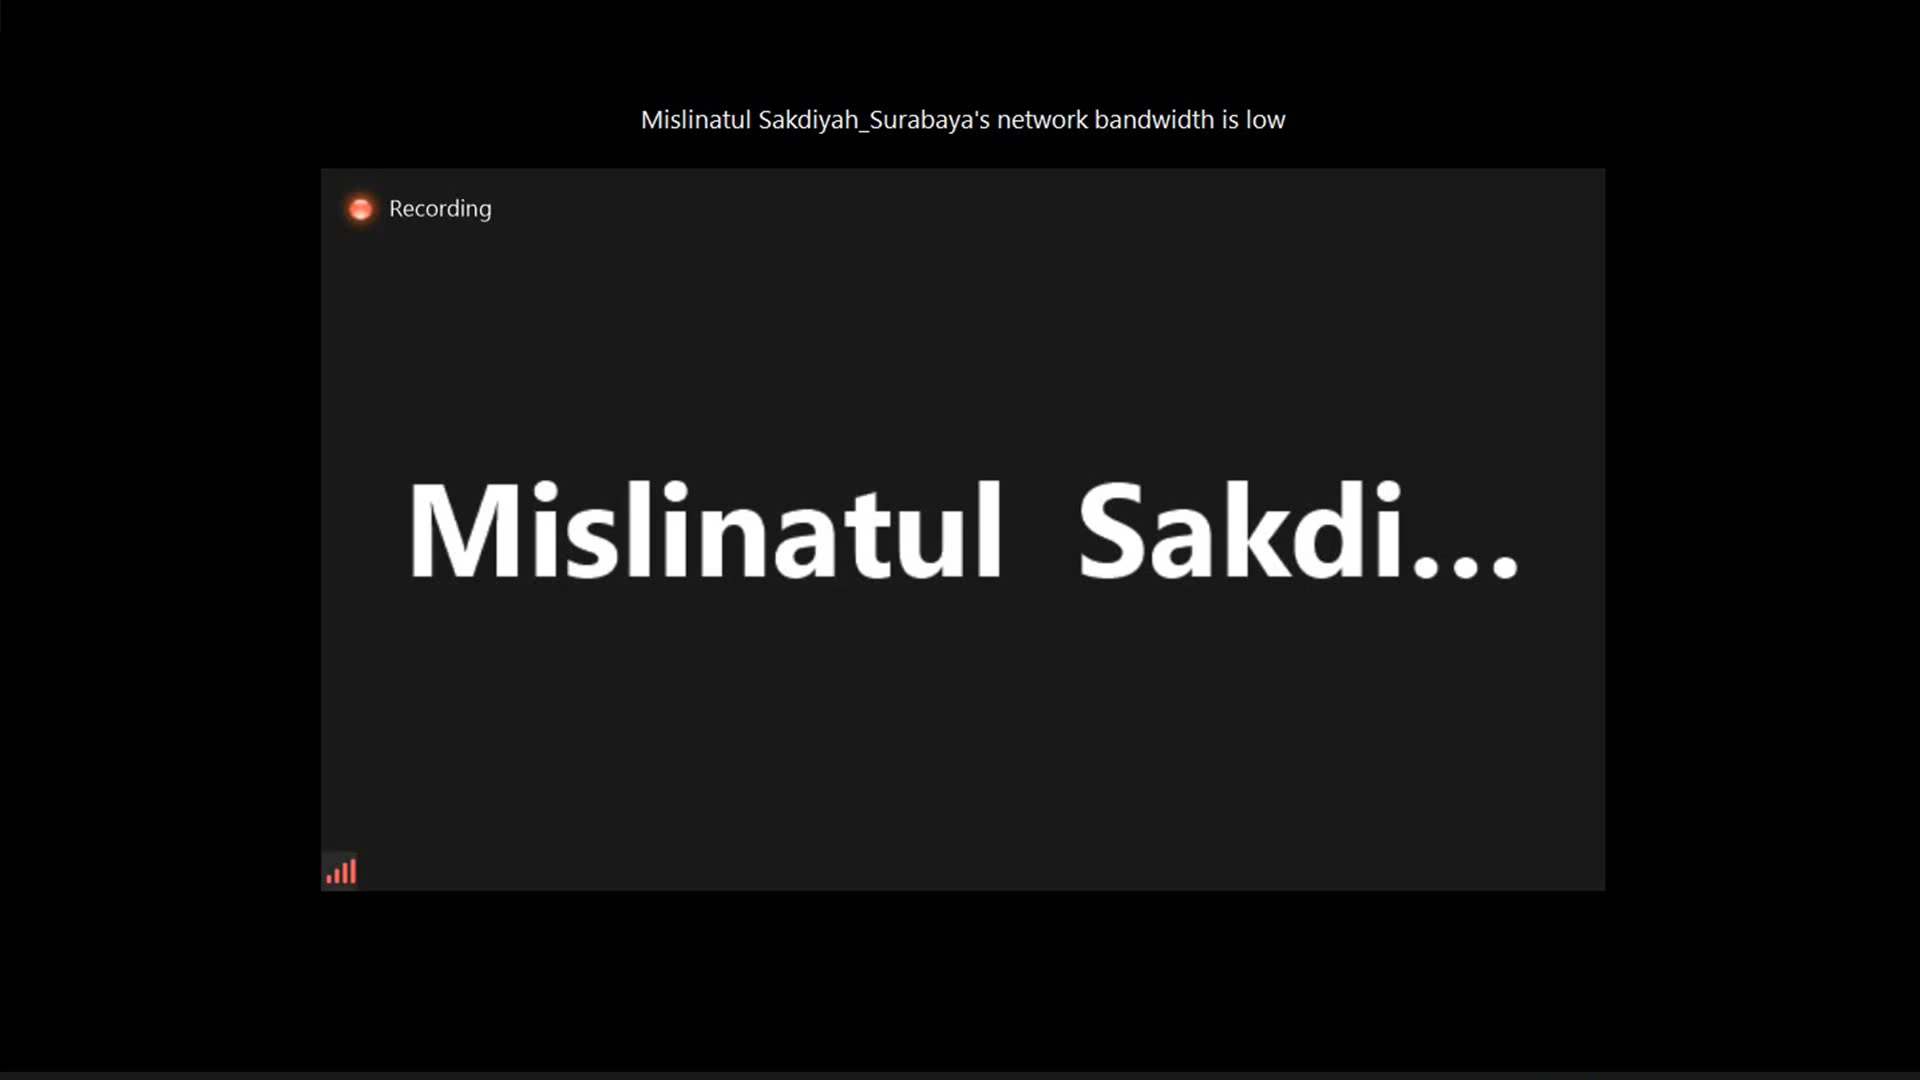 Mislinatul Sakdiyah_Surabaya's network bandwidth is low
Recording
Mislinatul Sakdi...